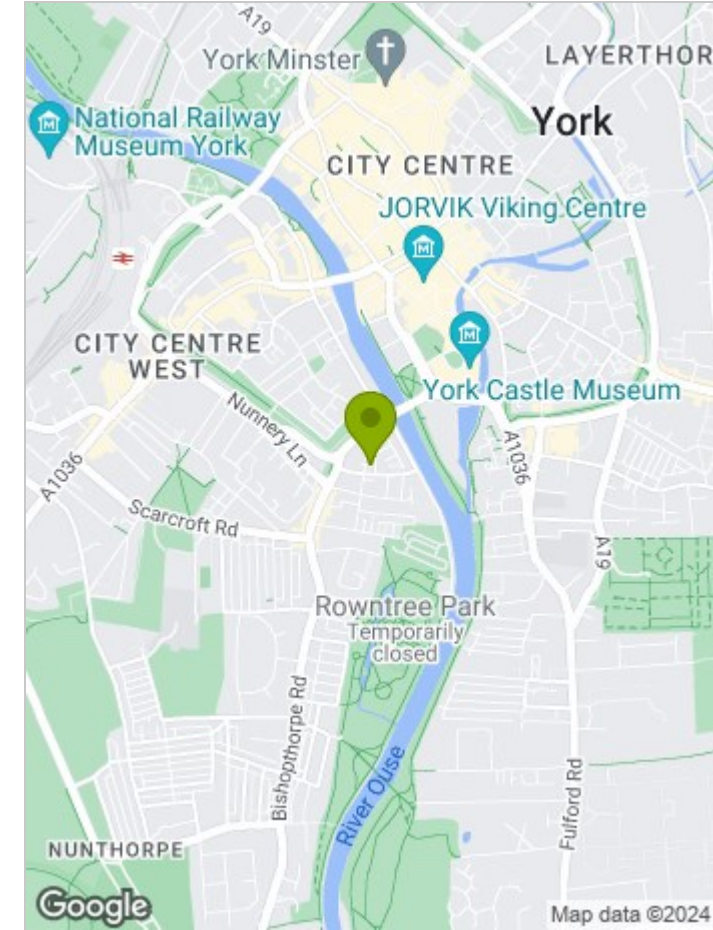 A19
York Minster
LAYERTHOR
National Railway
Museum York
York
CITY CENTRE
JORVIK Viking Centre
CITY CENTRE
WEST
York Castle Museum
Nunnery Ln
A1036
A1036
Scarcroft Rd
A19
Rowntree Park
Temporarily
closed
Bishopthorpe Rd
River Ouse
Fulford Rd
NUNTHORPE
Google
Map data ©2024